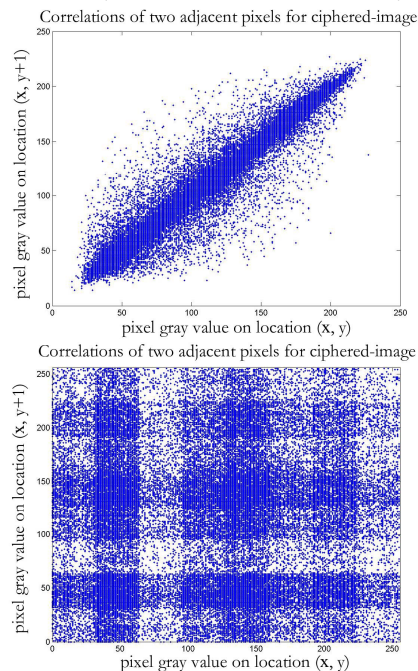 Correlations of two adjacent pixels for ciphered-image
250
200
150
100
50
0
0 50 100 150 200 250
pixel gray value on location (x, y+1)
pixel gray value on location (x, y)
Correlations of two adjacent pixels for ciphered-image
250
200
150
100
50
0
0 50 100 150 200 250
pixel gray value on location (x, y+1)
pixel gray value on location (x, y)